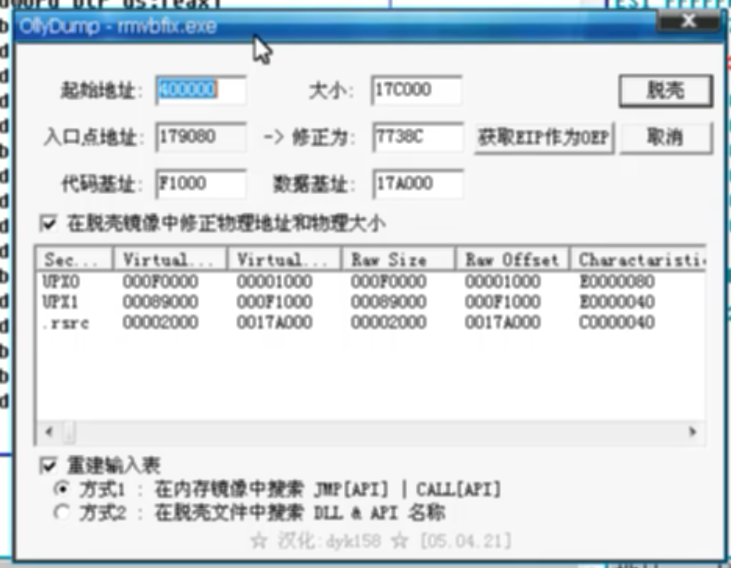 OllyDump - rmvbfix.exe
起始地址: 400000 大小: 17C000 脱壳
入口点地址: 179080 -> 修正为: 7738C 获取EIP作为OEP 取消
代码基址: F1000 数据基址: 17A000
在脱壳镜像中修正物理地址和物理大小
Sec... Virtual... Virtual... Raw Size Raw Offset Characteristi
UPX0 000F0000 00001000 000F0000 00001000 E0000080
UPX1 00089000 000F1000 00089000 000F1000 E0000040
.rsrc 00002000 0017A000 00002000 0017A000 C0000040
重建输入表
方式1 : 在内存镜像中搜索 JMP[API] | CALL[API]
方式2 : 在脱壳文件中搜索 DLL & API 名称
☆ 汉化:dyk158 ☆ [05.04.21]